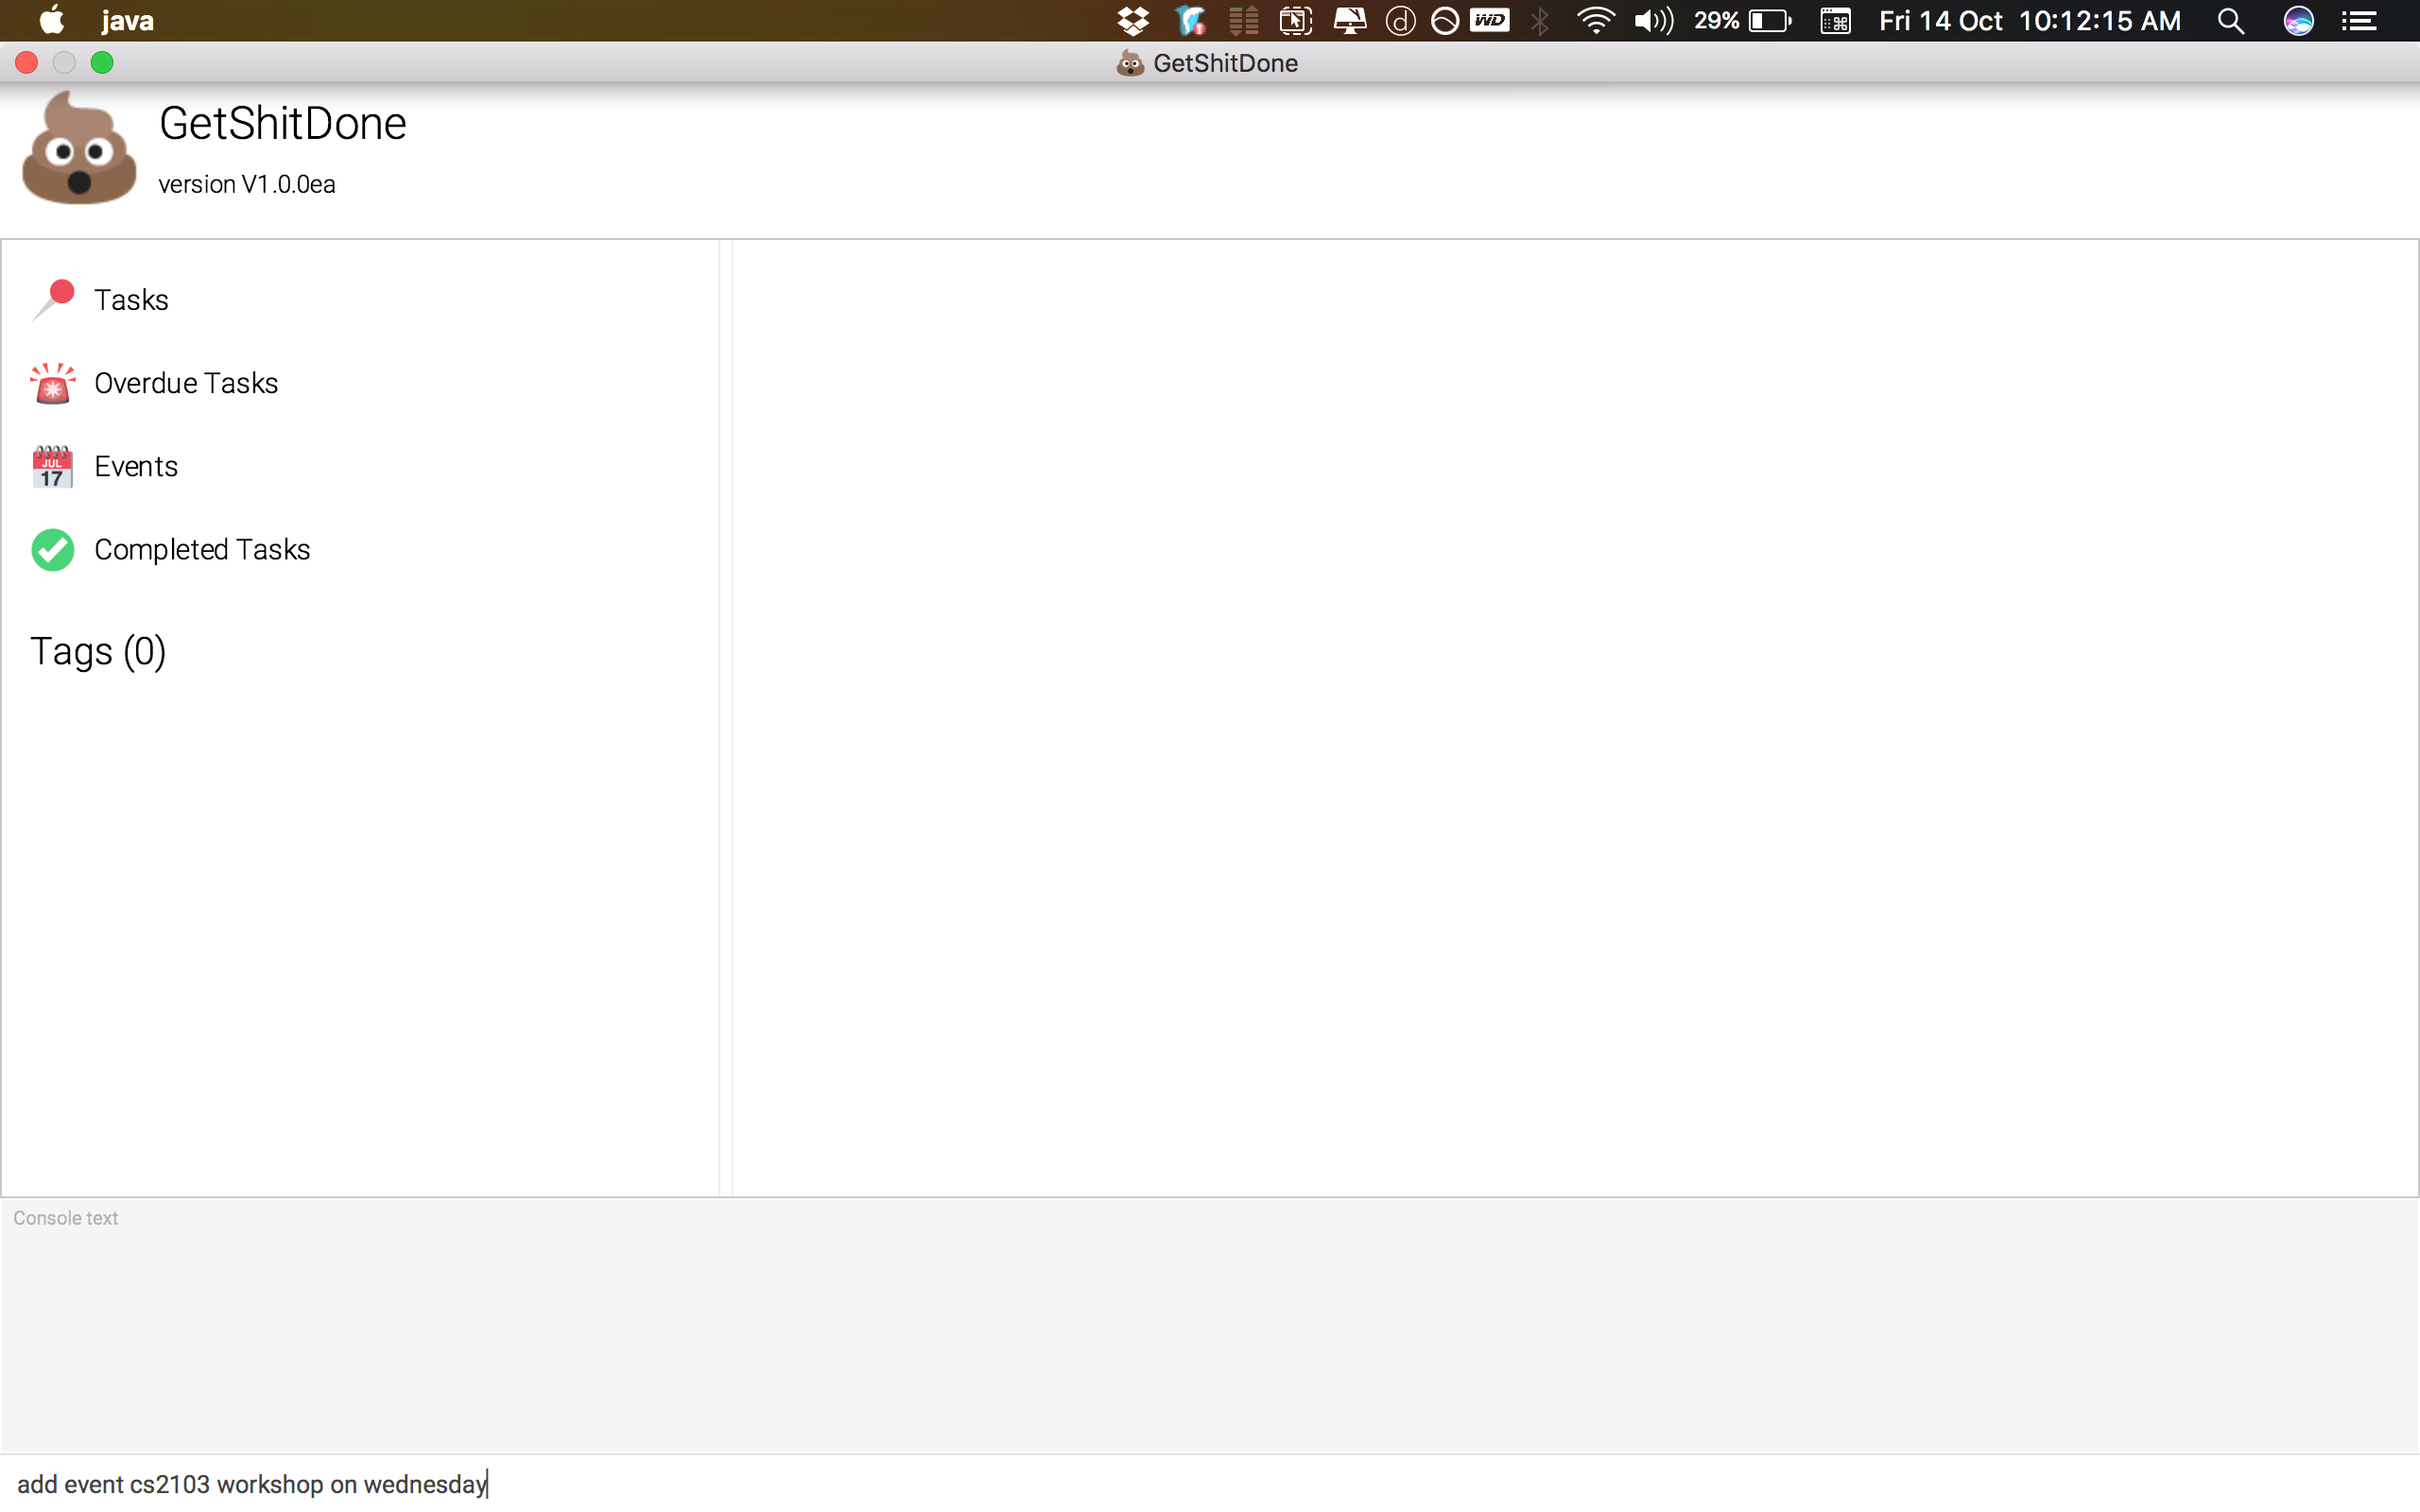 java 29% Fri 14 Oct 10:12:15 AM
GetShitDone
GetShitDone
version V1.0.0ea
Tasks
Overdue Tasks
JUL
17
Events
Completed Tasks
Tags (0)
Console text
add event cs2103 workshop on wednesday